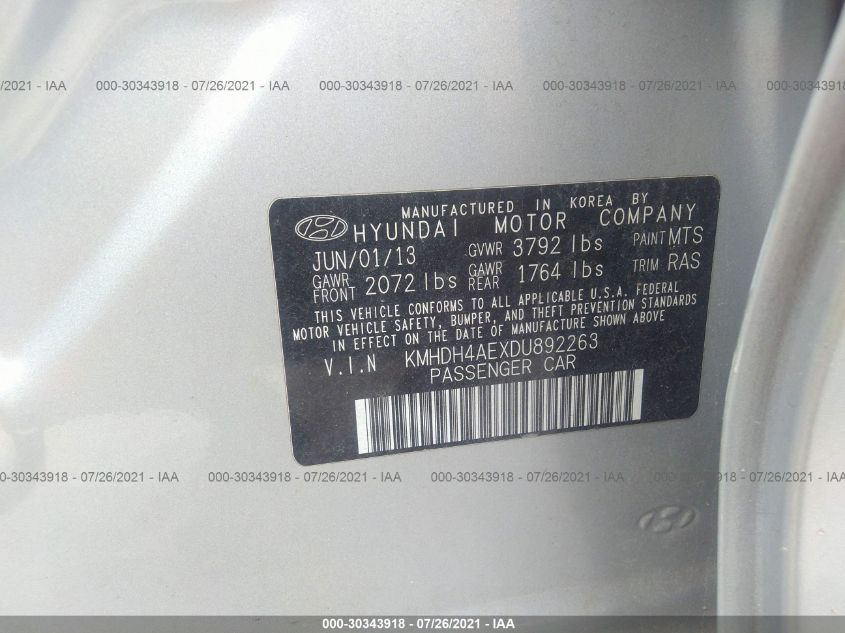 /2021 - IAA 000-30343918 - 07/26/2021 - IAA 000-30343918 - 07/26/2021 - IAA 000-30343918 - 07/26/2021 - IAA 000-303439
MANUFACTURED IN KOREA BY
HYUNDAI MOTOR COMPANY
JUN/01/13 GVWR 3792 lbs PAINT MTS
GAWR FRONT 2072 lbs GAWR REAR 1764 lbs TRIM RAS
THIS VEHICLE CONFORMS TO ALL APPLICABLE U.S.A. FEDERAL
MOTOR VEHICLE SAFETY, BUMPER, AND THEFT PREVENTION STANDARDS
IN EFFECT ON THE DATE OF MANUFACTURE SHOWN ABOVE
V.I.N KMHDH4AEXDU892263
PASSENGER CAR
000-30343918 - 07/26/2021 - IAA 000-30343918 - 07/26/2021 - IAA 000-30343918 - 07/26/2021 - IAA 000-30343918 - 07/26/2021 - IAA
000-30343918 - 07/26/2021 - IAA